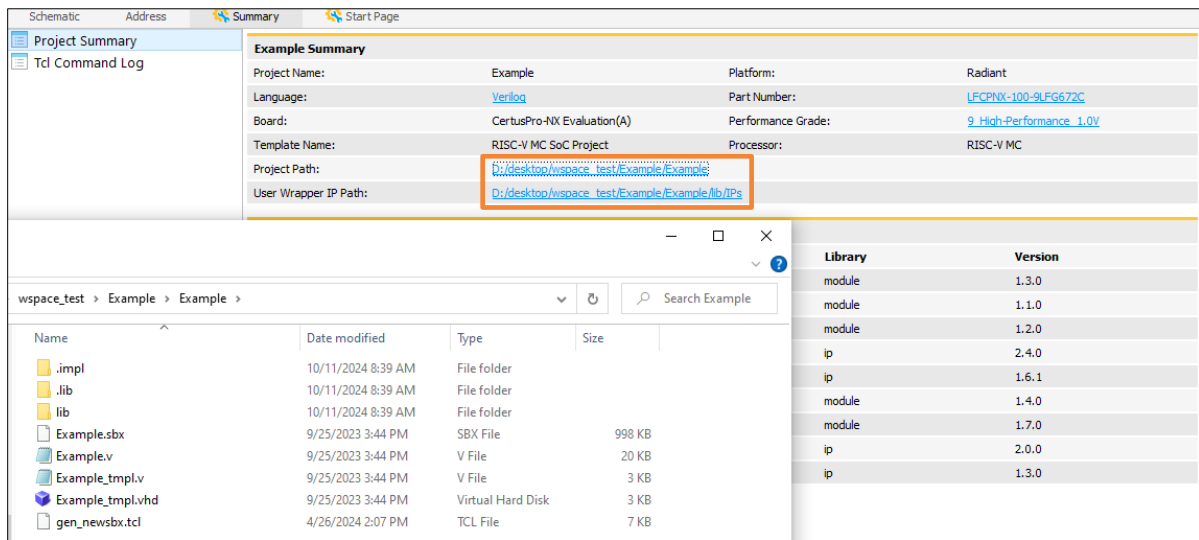 Schematic Address Summary Start Page
Project Summary
Tcl Command Log
Example Summary
Project Name: Example Platform: Radiant
Language: Verilog Part Number: LFCPNX-100-9LFG672C
Board: CertusPro-NX Evaluation(A) Performance Grade: 9_High-Performance_1.0V
Template Name: RISC-V MC SoC Project Processor: RISC-V MC
Project Path: D:/desktop/wspace_test/Example/Example
User Wrapper IP Path: D:/desktop/wspace_test/Example/Example/lib/IPs
Library Version
module 1.3.0
module 1.1.0
module 1.2.0
ip 2.4.0
ip 1.6.1
module 1.4.0
module 1.7.0
ip 2.0.0
ip 1.3.0
wspace_test > Example > Example > Search Example
Name Date modified Type Size
.impl 10/11/2024 8:39 AM File folder
.lib 10/11/2024 8:39 AM File folder
lib 10/11/2024 8:39 AM File folder
Example.sbx 9/25/2023 3:44 PM SBX File 998 KB
Example.v 9/25/2023 3:44 PM V File 20 KB
Example_tmpl.v 9/25/2023 3:44 PM V File 3 KB
Example_tmpl.vhd 9/25/2023 3:44 PM Virtual Hard Disk 3 KB
gen_newsbx.tcl 4/26/2024 2:07 PM TCL File 7 KB